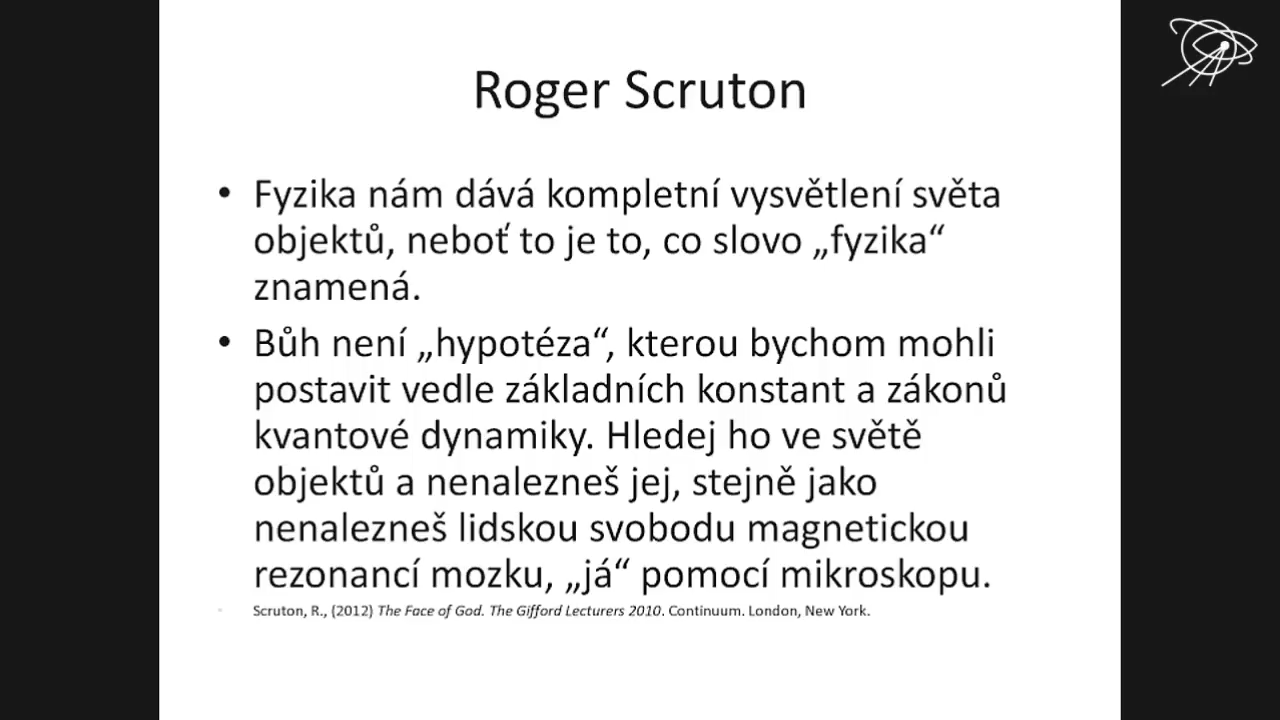 Roger Scruton
• Fyzika nám dává kompletní vysvětlení světa
objektů, neboť to je to, co slovo „fyzika“
znamená.
• Bůh není „hypotéza“, kterou bychom mohli
postavit vedle základních konstant a zákonů
kvantové dynamiky. Hledej ho ve světě
objektů a nenalezneš jej, stejně jako
nenalezneš lidskou svobodu magnetickou
rezonancí mozku, „já“ pomocí mikroskopu.
• Scruton, R., (2012) The Face of God. The Gifford Lecturers 2010. Continuum. London, New York.